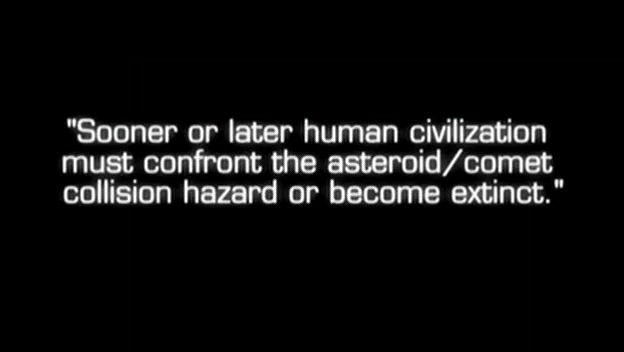 "Sooner or later human civilization
must confront the asteroid/comet
collision hazard or become extinct."